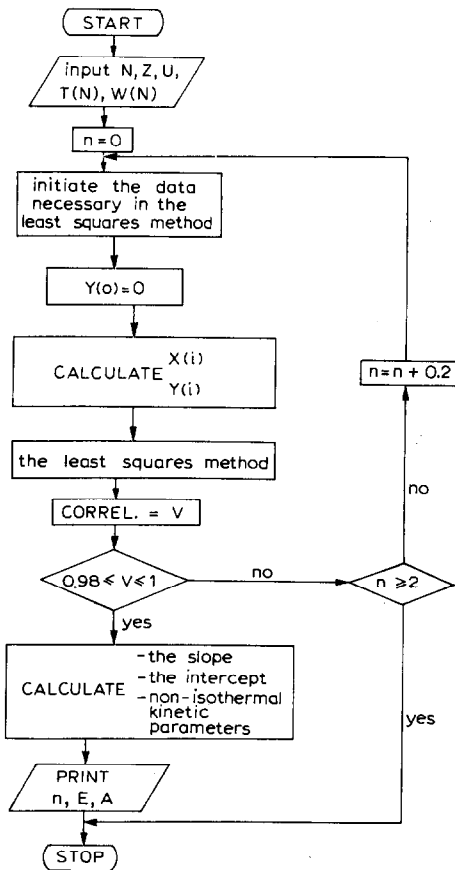 START
input N, Z, U,
T(N), W(N)
n=0
initiate the data
necessary in the
least squares method
Y(o)=0
CALCULATE X(i)
Y(i)
n=n+0.2
the least squares method
no
CORREL. = V
0.98 ≤ V ≤ 1
no
n ≥ 2
yes
CALCULATE
-the slope
-the intercept
-non-isothermal
kinetic
parameters
yes
PRINT
n, E, A
STOP